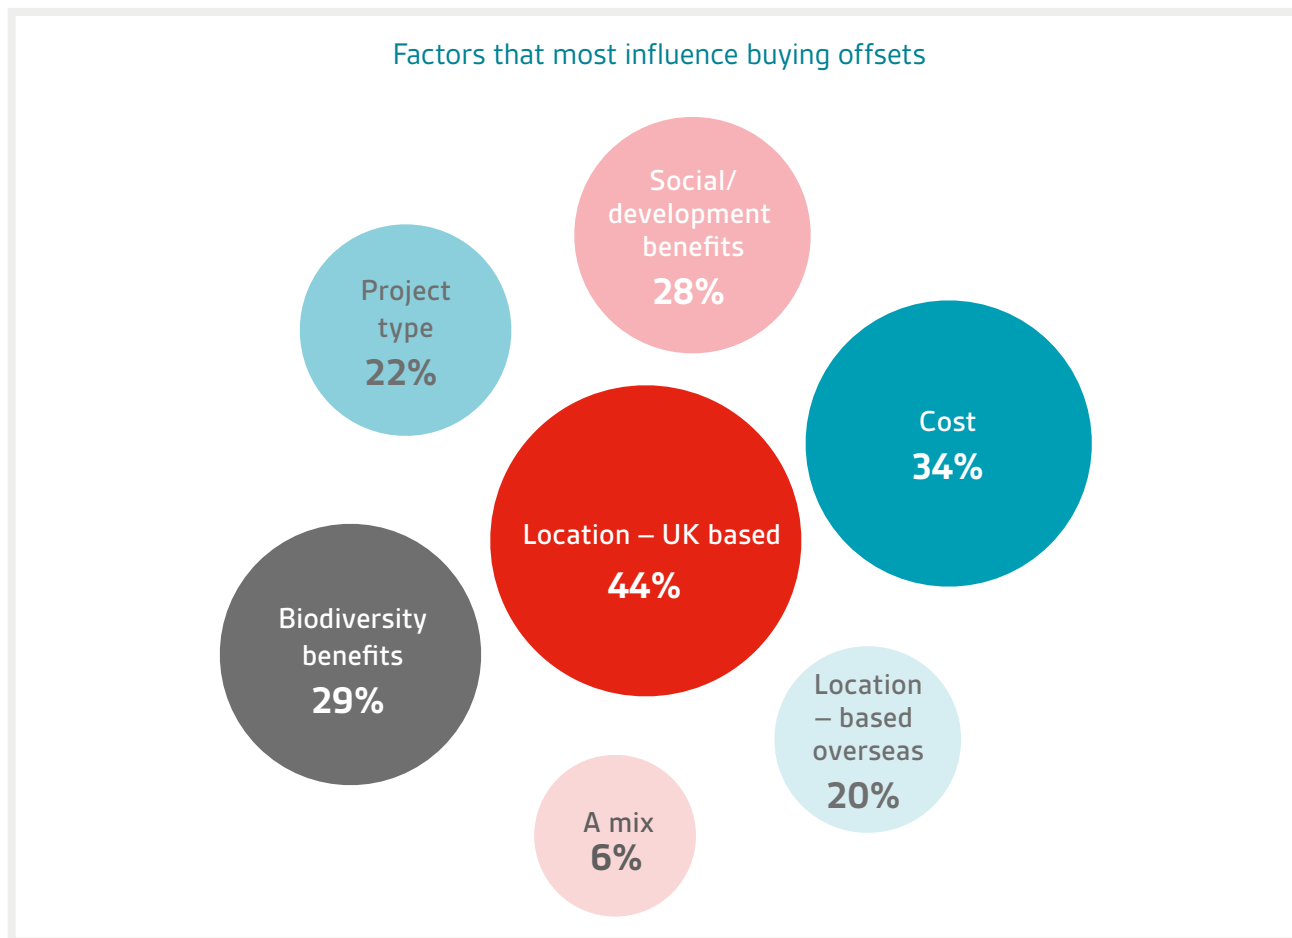 Factors that most influence buying offsets
Social/
development
benefits
28%
Project
type
22%
Cost
34%
Location – UK based
44%
Biodiversity
benefits
29%
Location
– based
overseas
20%
A mix
6%